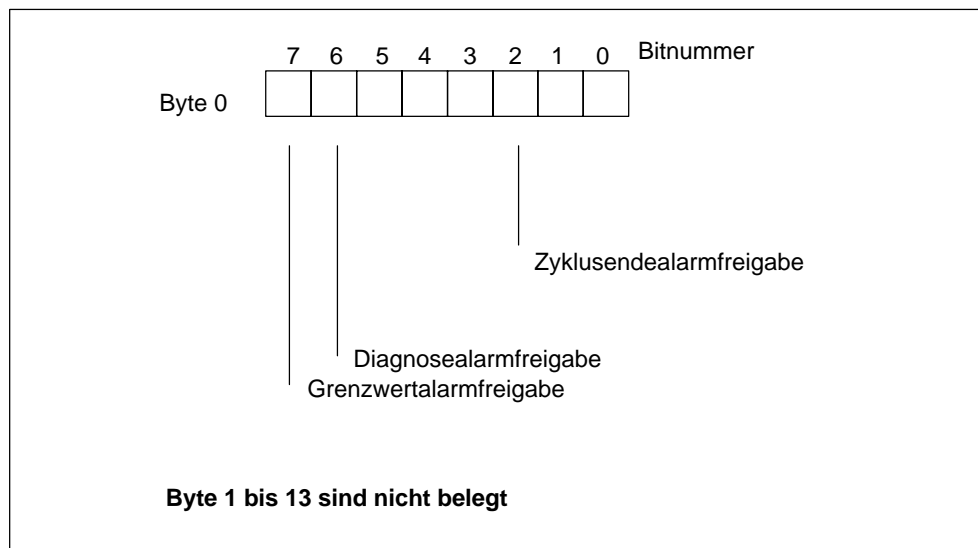 7 6 5 4 3 2 1 0 Bitnummer
Byte 0
Zyklusendealarmfreigabe
Diagnosealarmfreigabe
Grenzwertalarmfreigabe
Byte 1 bis 13 sind nicht belegt